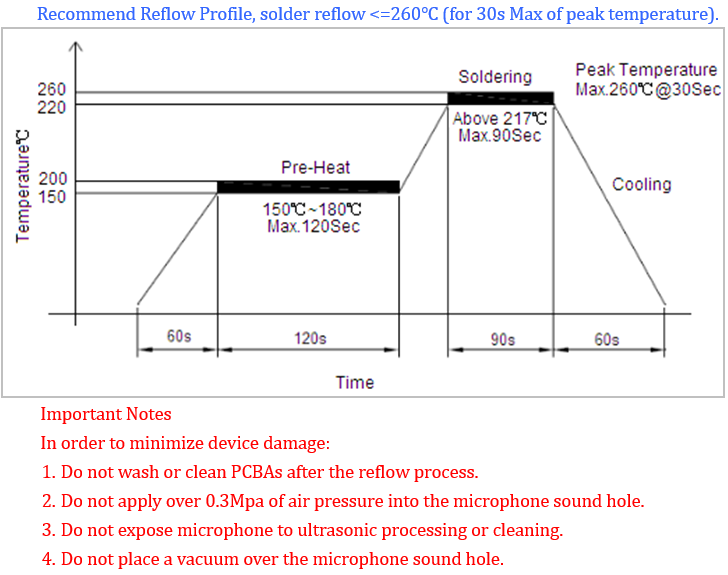 Recommend Reflow Profile, solder reflow <=260℃ (for 30s Max of peak temperature).
Soldering
Peak Temperature
Max.260℃@30Sec
260
220
Above 217℃
Max.90Sec
Temperature℃
Pre-Heat
200
150
150℃~180℃
Max.120Sec
Cooling
60s
120s
90s
60s
Time
Important Notes
In order to minimize device damage:
1. Do not wash or clean PCBAs after the reflow process.
2. Do not apply over 0.3Mpa of air pressure into the microphone sound hole.
3. Do not expose microphone to ultrasonic processing or cleaning.
4. Do not place a vacuum over the microphone sound hole.